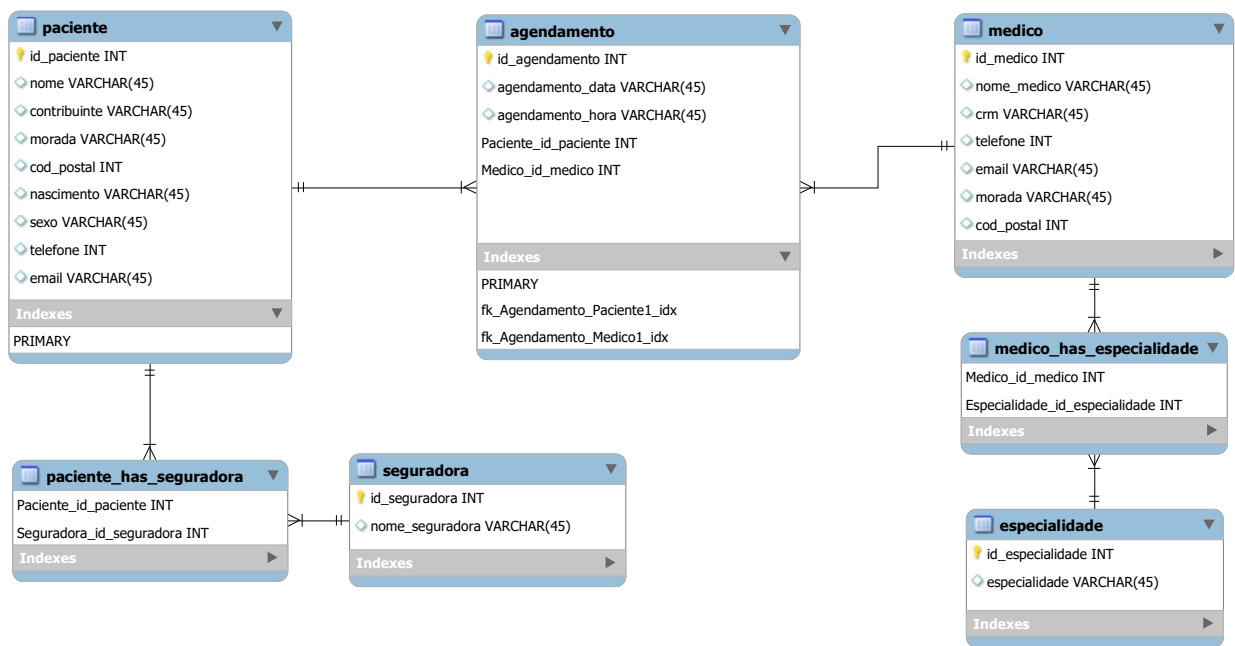 paciente
id_paciente INT
nome VARCHAR(45)
contribuinte VARCHAR(45)
morada VARCHAR(45)
cod_postal INT
nascimento VARCHAR(45)
sexo VARCHAR(45)
telefone INT
email VARCHAR(45)
Indexes
PRIMARY
agendamento
id_agendamento INT
agendamento_data VARCHAR(45)
agendamento_hora VARCHAR(45)
Paciente_id_paciente INT
Medico_id_medico INT
Indexes
PRIMARY
fk_Agendamento_Paciente1_idx
fk_Agendamento_Medico1_idx
medico
id_medico INT
nome_medico VARCHAR(45)
crm VARCHAR(45)
telefone INT
email VARCHAR(45)
morada VARCHAR(45)
cod_postal INT
Indexes
medico_has_especialidade
Medico_id_medico INT
Especialidade_id_especialidade INT
Indexes
paciente_has_seguradora
Paciente_id_paciente INT
Seguradora_id_seguradora INT
Indexes
seguradora
id_seguradora INT
nome_seguradora VARCHAR(45)
Indexes
especialidade
id_especialidade INT
especialidade VARCHAR(45)
Indexes